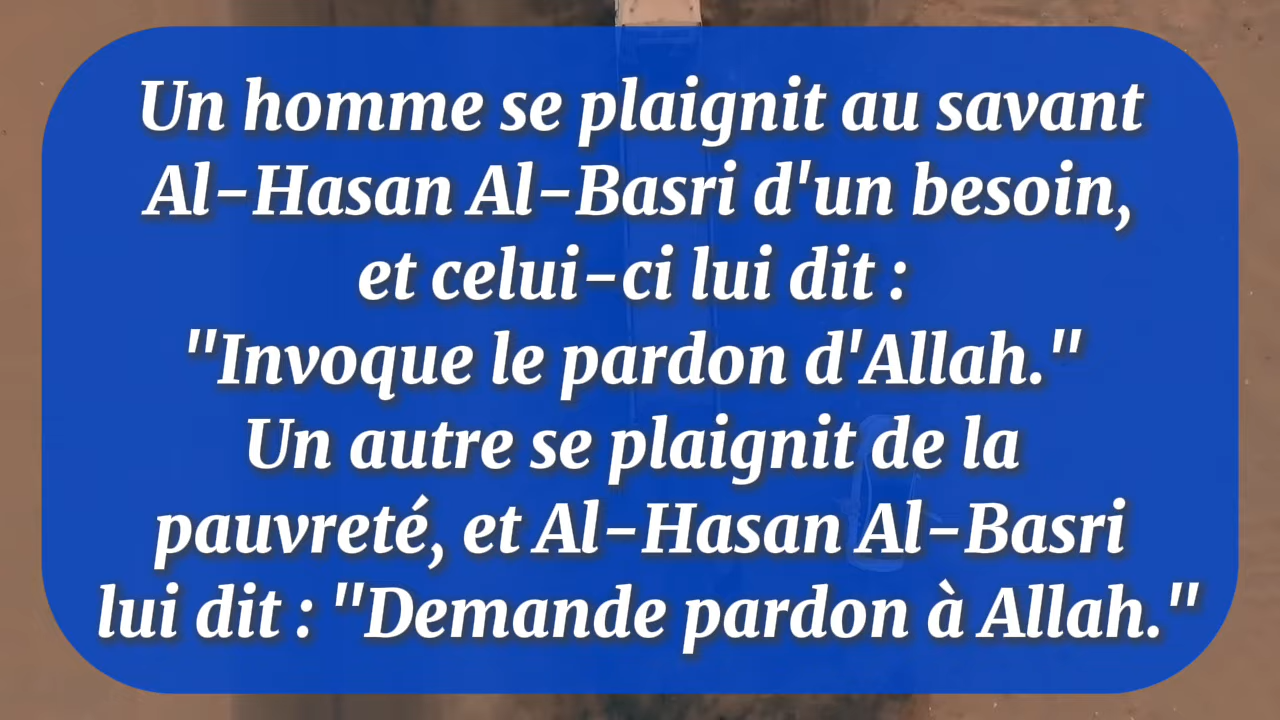 Un homme se plaignit au savant
Al-Hasan Al-Basri d'un besoin,
et celui-ci lui dit :
"Invoque le pardon d'Allah."
Un autre se plaignit de la
pauvreté, et Al-Hasan Al-Basri
lui dit : "Demande pardon à Allah."